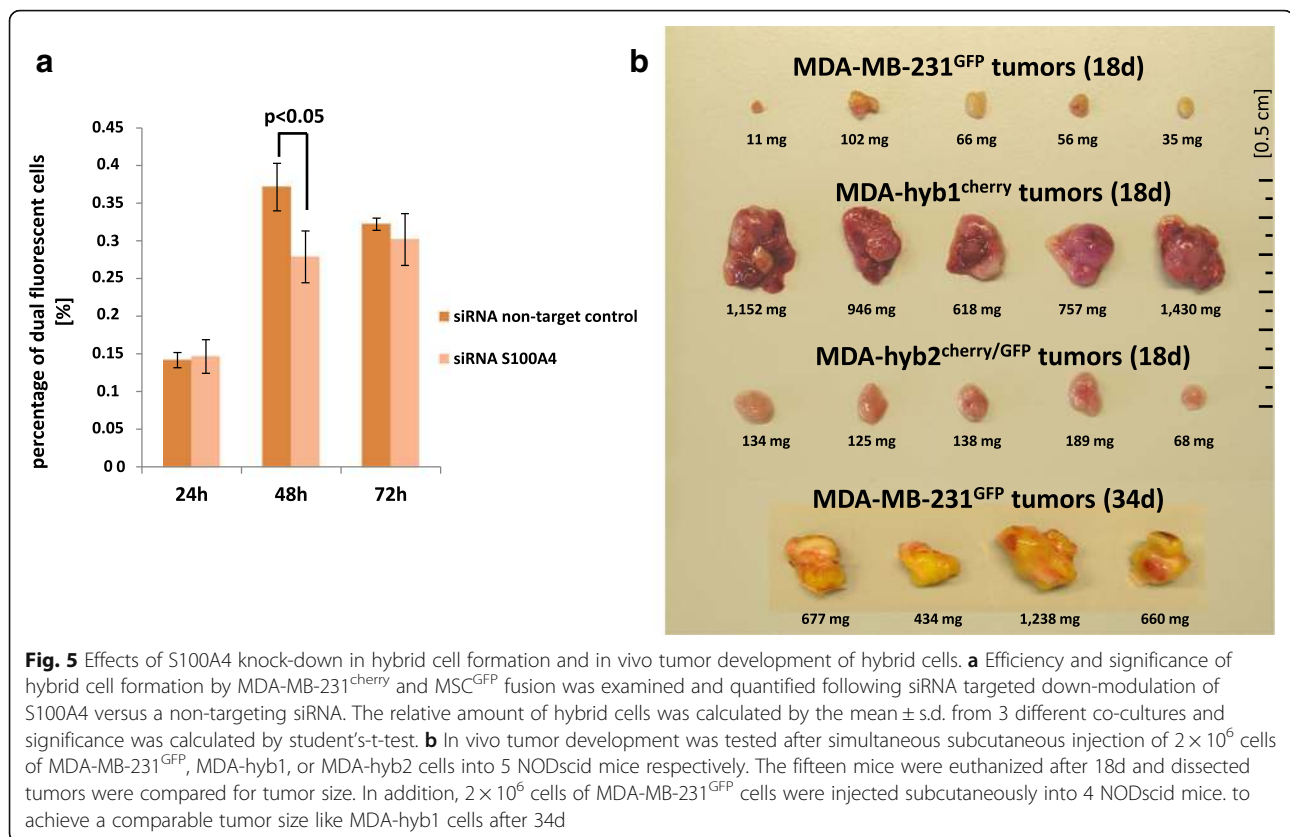 a
p<0.05
percentage of dual fluorescent cells
[%]
0.45
0.4
0.35
0.3
0.25
0.2
0.15
0.1
0.05
0 0
24h
48h
72h
siRNA non-target control
siRNA S100A4
b
MDA-MB-231GFP tumors (18d)
11 mg
102 mg
66 mg
56 mg
35 mg
[0.5 cm]
MDA-hyb1cherry tumors (18d)
1,152 mg
946 mg
618 mg
757 mg
1,430 mg
MDA-hyb2cherry/GFP tumors (18d)
134 mg
125 mg
138 mg
189 mg
68 mg
MDA-MB-231GFP tumors (34d)
677 mg
434 mg
1,238 mg
660 mg
Fig. 5 Effects of S100A4 knock-down in hybrid cell formation and in vivo tumor development of hybrid cells. a Efficiency and significance of
hybrid cell formation by MDA-MB-231cherry and MSCGFP fusion was examined and quantified following siRNA targeted down-modulation of
S100A4 versus a non-targeting siRNA. The relative amount of hybrid cells was calculated by the mean ± s.d. from 3 different co-cultures and
significance was calculated by student's-t-test. b In vivo tumor development was tested after simultaneous subcutaneous injection of 2 × 10^6 cells
of MDA-MB-231GFP, MDA-hyb1, or MDA-hyb2 cells into 5 NODscid mice respectively. The fifteen mice were euthanized after 18d and dissected
tumors were compared for tumor size. In addition, 2 × 10^6 cells of MDA-MB-231GFP cells were injected subcutaneously into 4 NODscid mice. to
achieve a comparable tumor size like MDA-hyb1 cells after 34d